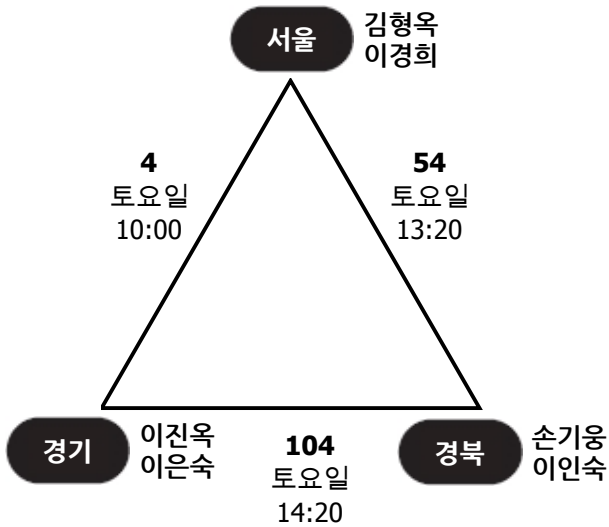 서울
김형옥
이경희
4
토요일
10:00
54
토요일
13:20
경기
이진옥
이은숙
104
토요일
14:20
경북
손기웅
이인숙